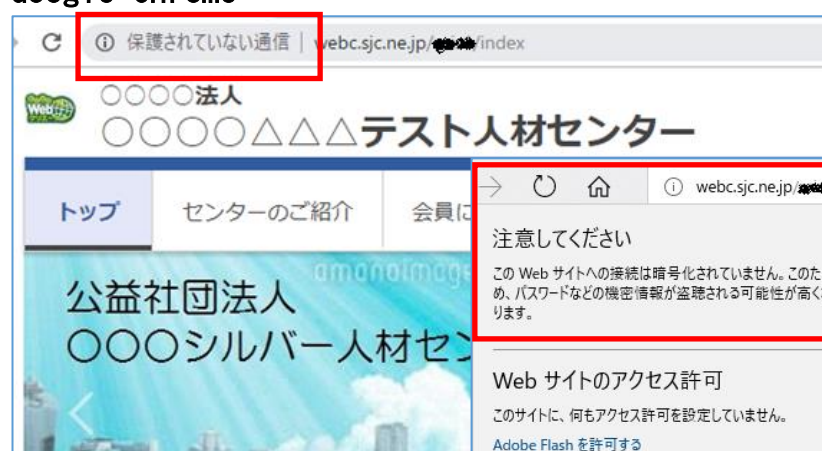 Google Chrome
保護されていない通信 | webc.sjc.ne.jp/ /index
Web
○○○○法人
○○○○△△△テスト人材センター
トップ センターのご紹介 会員に
webc.sjc.ne.jp/
注意してください
この Web サイトへの接続は暗号化されていません。このた
め、パスワードなどの機密情報が盗聴される可能性が高く
ります。
amanaimage
公益社団法人
○○○シルバー人材セン
Web サイトのアクセス許可
このサイトに、何もアクセス許可を設定していません。
Adobe Flash を許可する